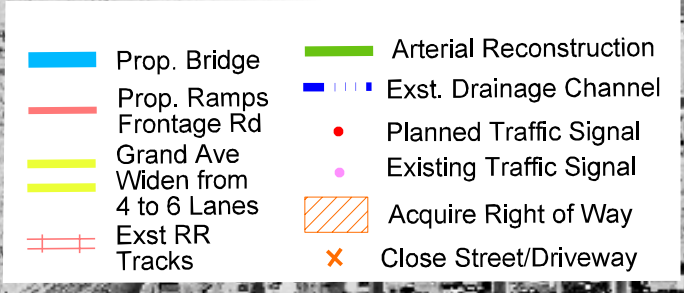 Prop. Bridge
Prop. Ramps
Frontage Rd
Grand Ave
Widen from
4 to 6 Lanes
Exst RR
Tracks
Arterial Reconstruction
Exst. Drainage Channel
Planned Traffic Signal
Existing Traffic Signal
Acquire Right of Way
Close Street/Driveway